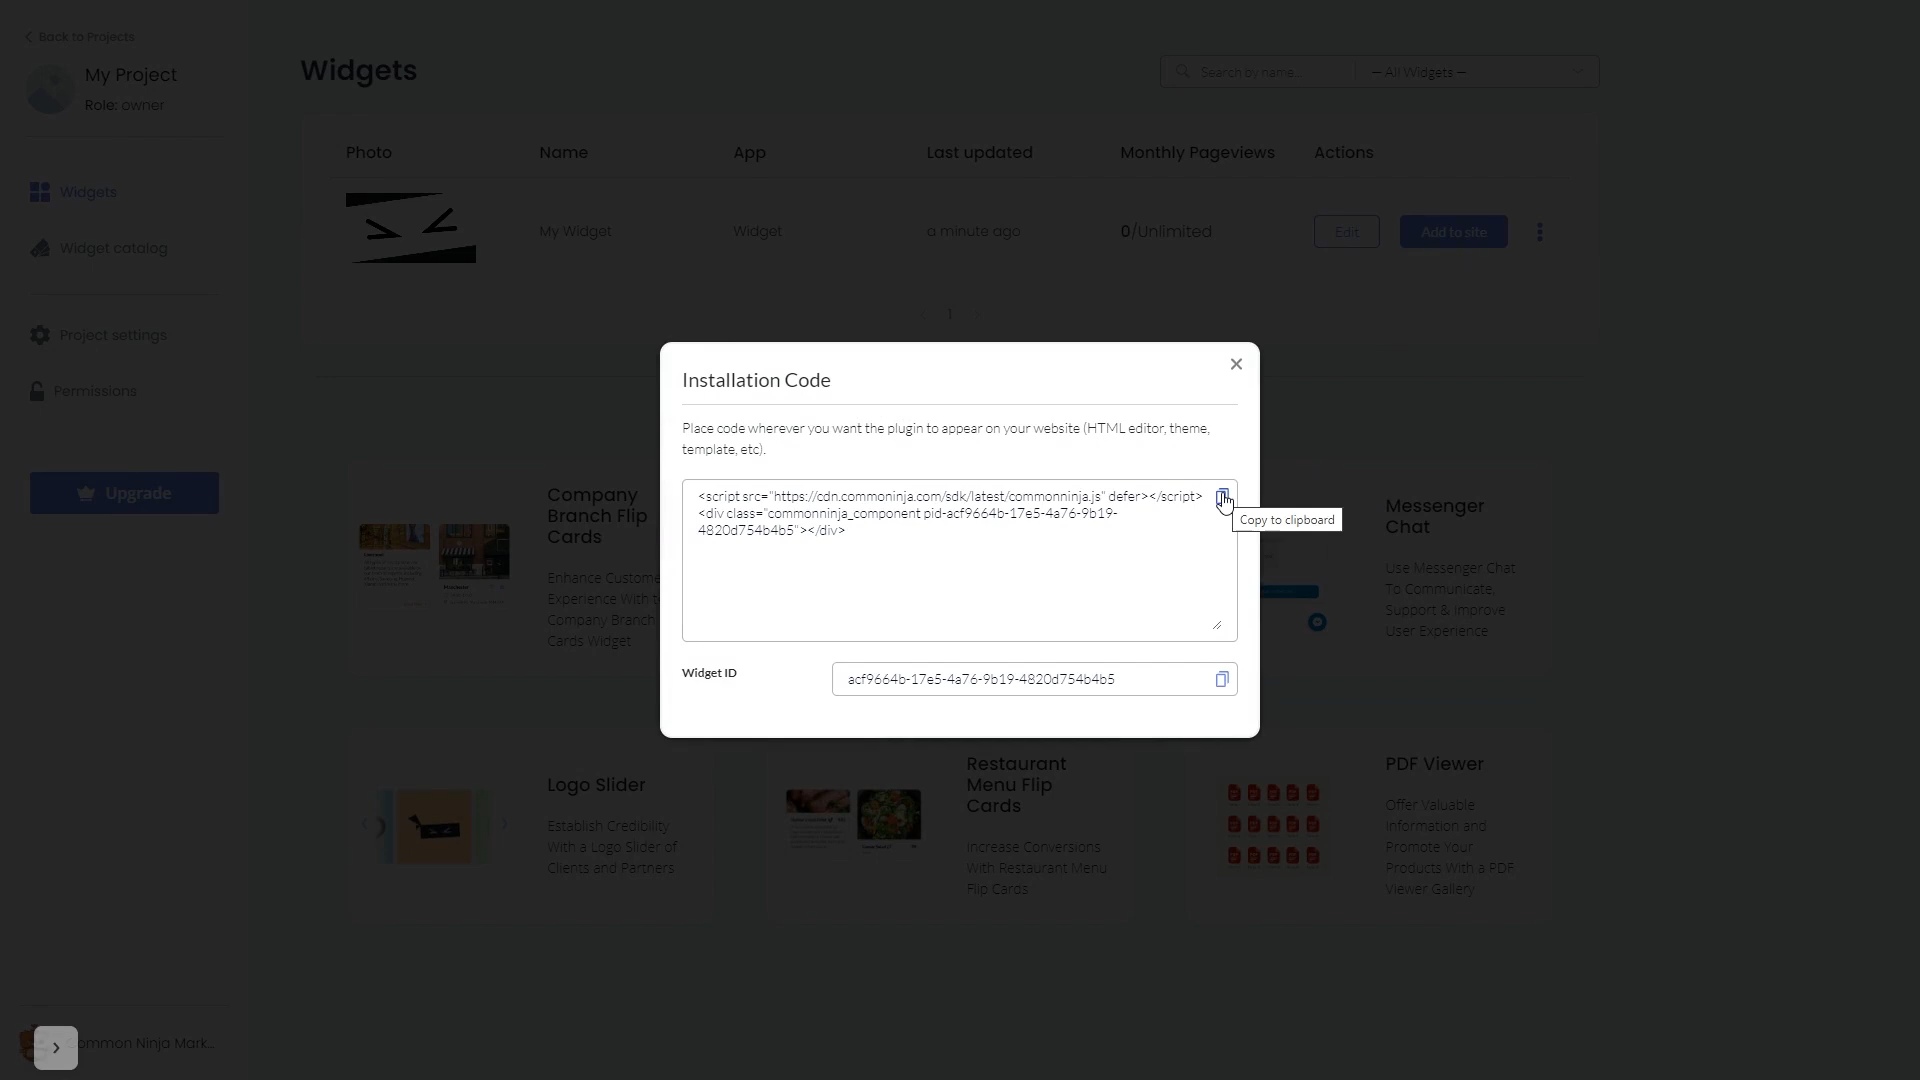 Back to Projects
My Project
Role: owner
Widgets
Widget catalog
Project settings
Permissions
Upgrade
Widgets
Search by name...
— All Widgets —
Photo
Name
App
Last updated
Monthly Pageviews
Actions
My Widget
Widget
a minute ago
0/Unlimited
Edit
Add to site
1
Installation Code
Place code wherever you want the plugin to appear on your website (HTML editor, theme,
template, etc).
<script src="https://cdn.commoninja.com/sdk/latest/commonninja.js" defer></script>
<div class="commonninja_component pid-acf9664b-17e5-4a76-9b19-
4820d754b4b5"></div>
Copy to clipboard
Widget ID
acf9664b-17e5-4a76-9b19-4820d754b4b5
Company
Branch Flip
Cards
Enhance Custome
Experience With
Company Branch
Cards Widget
Messenger
Chat
Use Messenger Chat
To Communicate,
Support & Improve
User Experience
Logo Slider
Establish Credibility
With a Logo Slider of
Clients and Partners
Restaurant
Menu Flip
Cards
Increase Conversions
With Restaurant Menu
Flip Cards
PDF Viewer
Offer Valuable
Information and
Promote Your
Products With a PDF
Viewer Gallery
ommon Ninja Mark...